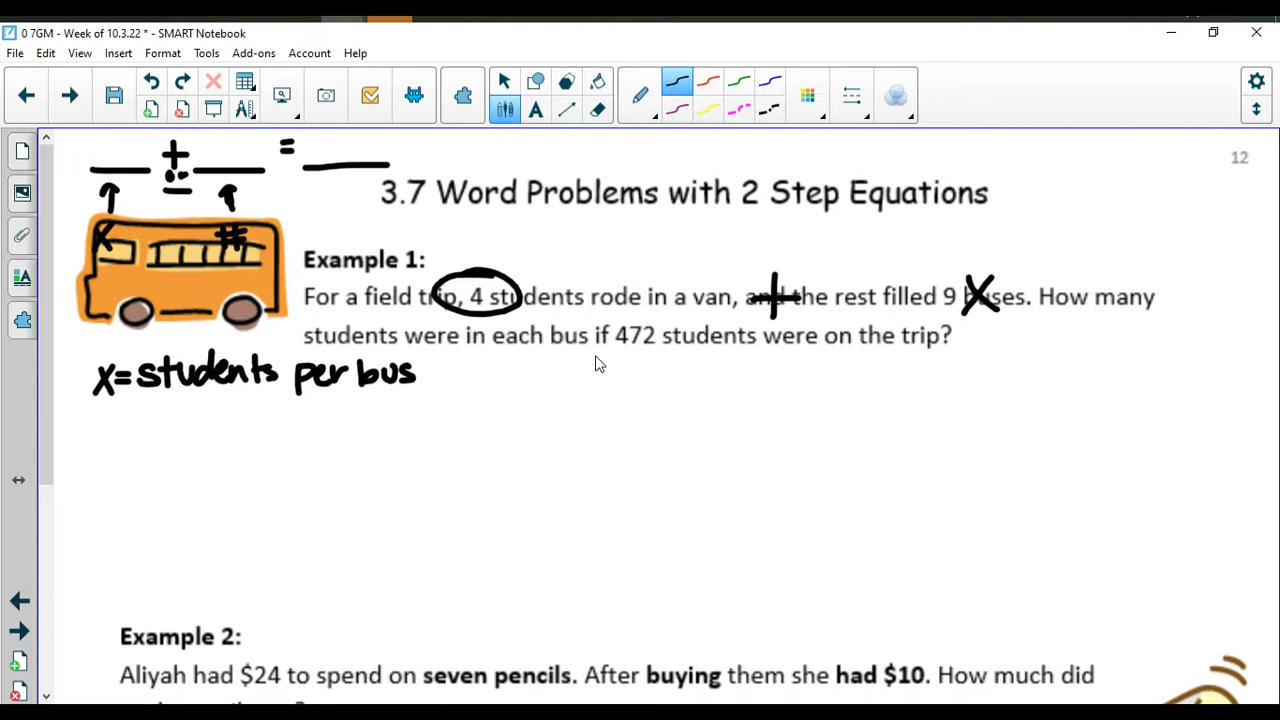 0 7GM - Week of 10.3.22 * - SMART Notebook
File Edit View Insert Format Tools Add-ons Account Help
___ ± ___ = ___
12
3.7 Word Problems with 2 Step Equations
x #
Example 1:
For a field trip, 4 students rode in a van, and the rest filled 9 buses. How many
students were in each bus if 472 students were on the trip?
+ X
x= students per bus
Example 2:
Aliyah had $24 to spend on seven pencils. After buying them she had $10. How much did